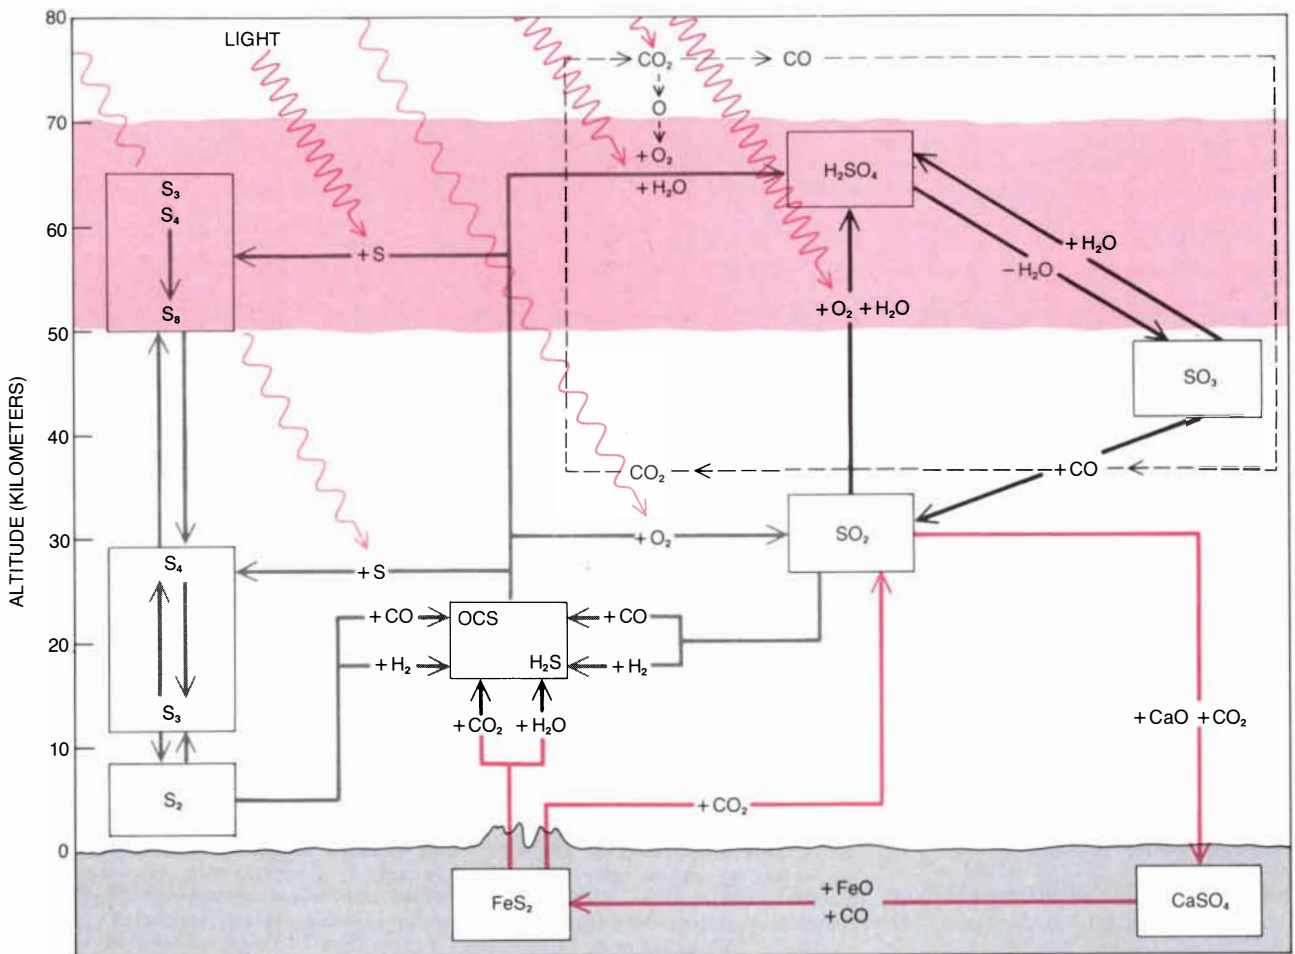 80
LIGHT
CO₂
CO
O
70
+ O₂
+ H₂O
H₂SO₄
S₃
S₄
60
+ S
+ H₂O
− H₂O
S₈
+ O₂ + H₂O
50
SO₃
ALTITUDE (KILOMETERS)
40
CO₂
+ CO
30
+ O₂
SO₂
S₄
+ S
+ CO
OCS
+ CO
20
+ H₂
H₂S
+ H₂
S₃
+ CO₂
+ H₂O
+ CaO + CO₂
10
S₂
+ CO₂
0
FeS₂
+ FeO
+ CO
CaSO₄